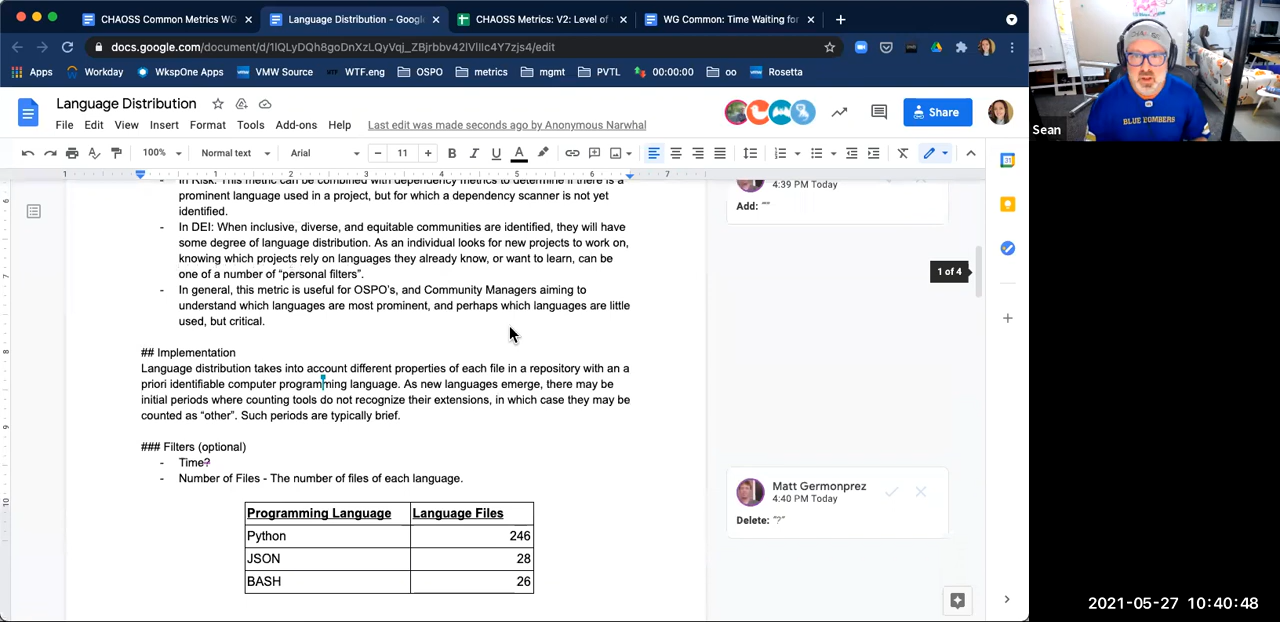 CHAOSS Common Metrics WG
Language Distribution - Google
CHAOSS Metrics: V2: Level of
WG Common: Time Waiting for
docs.google.com/document/d/1lQLyDQh8goDnXzLQyVqj_ZBjrbbv42lVlIlc4Y7zjs4/edit
Apps
Workday
WkspOne Apps
VMW Source
WTF.eng
OSPO
metrics
mgmt
PVTL
00:00:00
oo
Rosetta
Language Distribution
File Edit View Insert Format Tools Add-ons Help Last edit was made seconds ago by Anonymous Narwhal
Share
100% Normal text Arial 11
1 1 2 3 4 5 6 7
In Risk: This metric can be combined with dependency metrics to determine if there is a
prominent language used in a project, but for which a dependency scanner is not yet
identified.
- In DEI: When inclusive, diverse, and equitable communities are identified, they will have
some degree of language distribution. As an individual looks for new projects to work on,
knowing which projects rely on languages they already know, or want to learn, can be
one of a number of “personal filters”.
- In general, this metric is useful for OSPO’s, and Community Managers aiming to
understand which languages are most prominent, and perhaps which languages are little
used, but critical.
## Implementation
Language distribution takes into account different properties of each file in a repository with an a
priori identifiable computer programming language. As new languages emerge, there may be
initial periods where counting tools do not recognize their extensions, in which case they may be
counted as “other”. Such periods are typically brief.
### Filters (optional)
- Time?
- Number of Files - The number of files of each language.
Programming Language Language Files
Python 246
JSON 28
BASH 26
4:39 PM Today
Add: “”
1 of 4
Matt Germonprez
4:40 PM Today
Delete: “?”
BLUE BOMBERS
Sean
2021-05-27 10:40:48